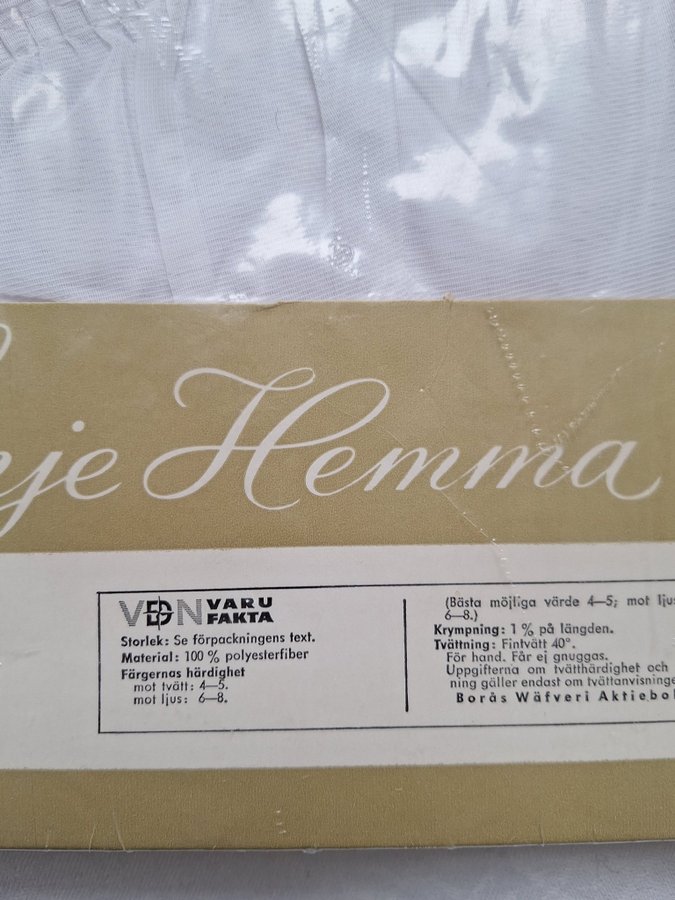 je Hemma
VDN VARU
FAKTA
Storlek: Se förpackningens text.
Material: 100 % polyesterfiber
Färgernas härdighet
mot tvätt: 4—5.
mot ljus: 6—8.
(Bästa möjliga värde 4—5; mot ljus
6—8.)
Krympning: 1 % på längden.
Tvättning: Fintvätt 40°.
För hand. Får ej gnuggas.
Uppgifterna om tvätthärdighet och
ning gäller endast om tvättanvisninge
Borås Wäfveri Aktiebol